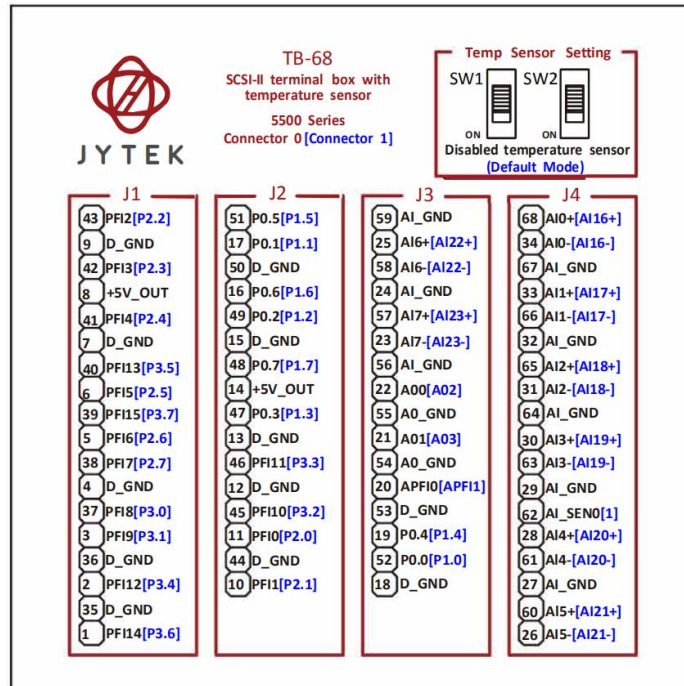 TB-68
SCSI-II terminal box with
temperature sensor
5500 Series
Connector 0[Connector 1]
JYTEK
Temp Sensor Setting
SW1 SW2
ON ON
Disabled temperature sensor
(Default Mode)
J1
43 PFI2[P2.2]
9 D_GND
42 PFI3[P2.3]
8 +5V_OUT
41 PFI4[P2.4]
7 D_GND
40 PFI13[P3.5]
6 PFI5[P2.5]
39 PFI15[P3.7]
5 PFI6[P2.6]
38 PFI7[P2.7]
4 D_GND
37 PFI8[P3.0]
3 PFI9[P3.1]
36 D_GND
2 PFI12[P3.4]
35 D_GND
1 PFI14[P3.6]
J2
51 P0.5[P1.5]
17 P0.1[P1.1]
50 D_GND
16 P0.6[P1.6]
49 P0.2[P1.2]
15 D_GND
48 P0.7[P1.7]
14 +5V_OUT
47 P0.3[P1.3]
13 D_GND
46 PFI11[P3.3]
12 D_GND
45 PFI10[P3.2]
11 PFI0[P2.0]
44 D_GND
10 PFI1[P2.1]
J3
59 AI_GND
25 AI6+[AI22+]
58 AI6-[AI22-]
24 AI_GND
57 AI7+[AI23+]
23 AI7-[AI23-]
56 AI_GND
22 A00[A02]
55 A0_GND
21 A01[A03]
54 A0_GND
20 APFI0[APFI1]
53 D_GND
19 P0.4[P1.4]
52 P0.0[P1.0]
18 D_GND
J4
68 AI0+[AI16+]
34 AI0-[AI16-]
67 AI_GND
33 AI1+[AI17+]
66 AI1-[AI17-]
32 AI_GND
65 AI2+[AI18+]
31 AI2-[AI18-]
64 AI_GND
30 AI3+[AI19+]
63 AI3-[AI19-]
29 AI_GND
62 AI_SEN0[1]
28 AI4+[AI20+]
61 AI4-[AI20-]
27 AI_GND
60 AI5+[AI21+]
26 AI5-[AI21-]